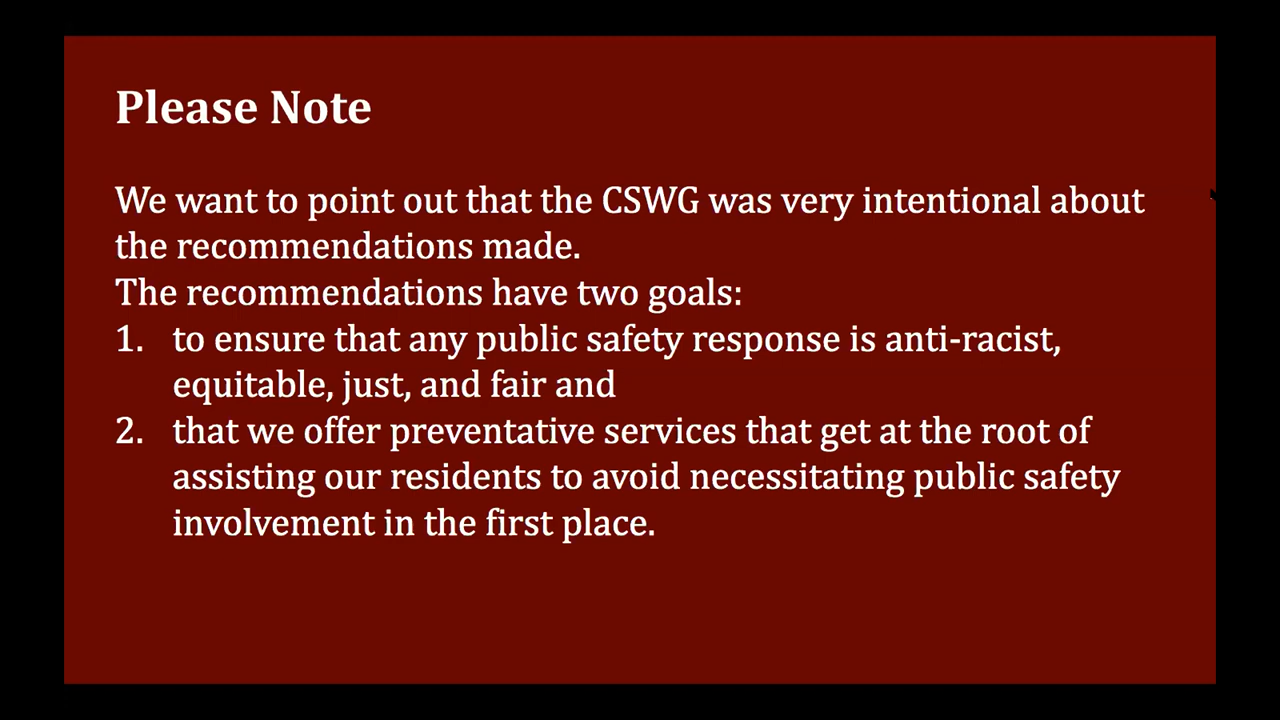 Please Note
We want to point out that the CSWG was very intentional about
the recommendations made.
The recommendations have two goals:
1. to ensure that any public safety response is anti-racist,
equitable, just, and fair and
2. that we offer preventative services that get at the root of
assisting our residents to avoid necessitating public safety
involvement in the first place.